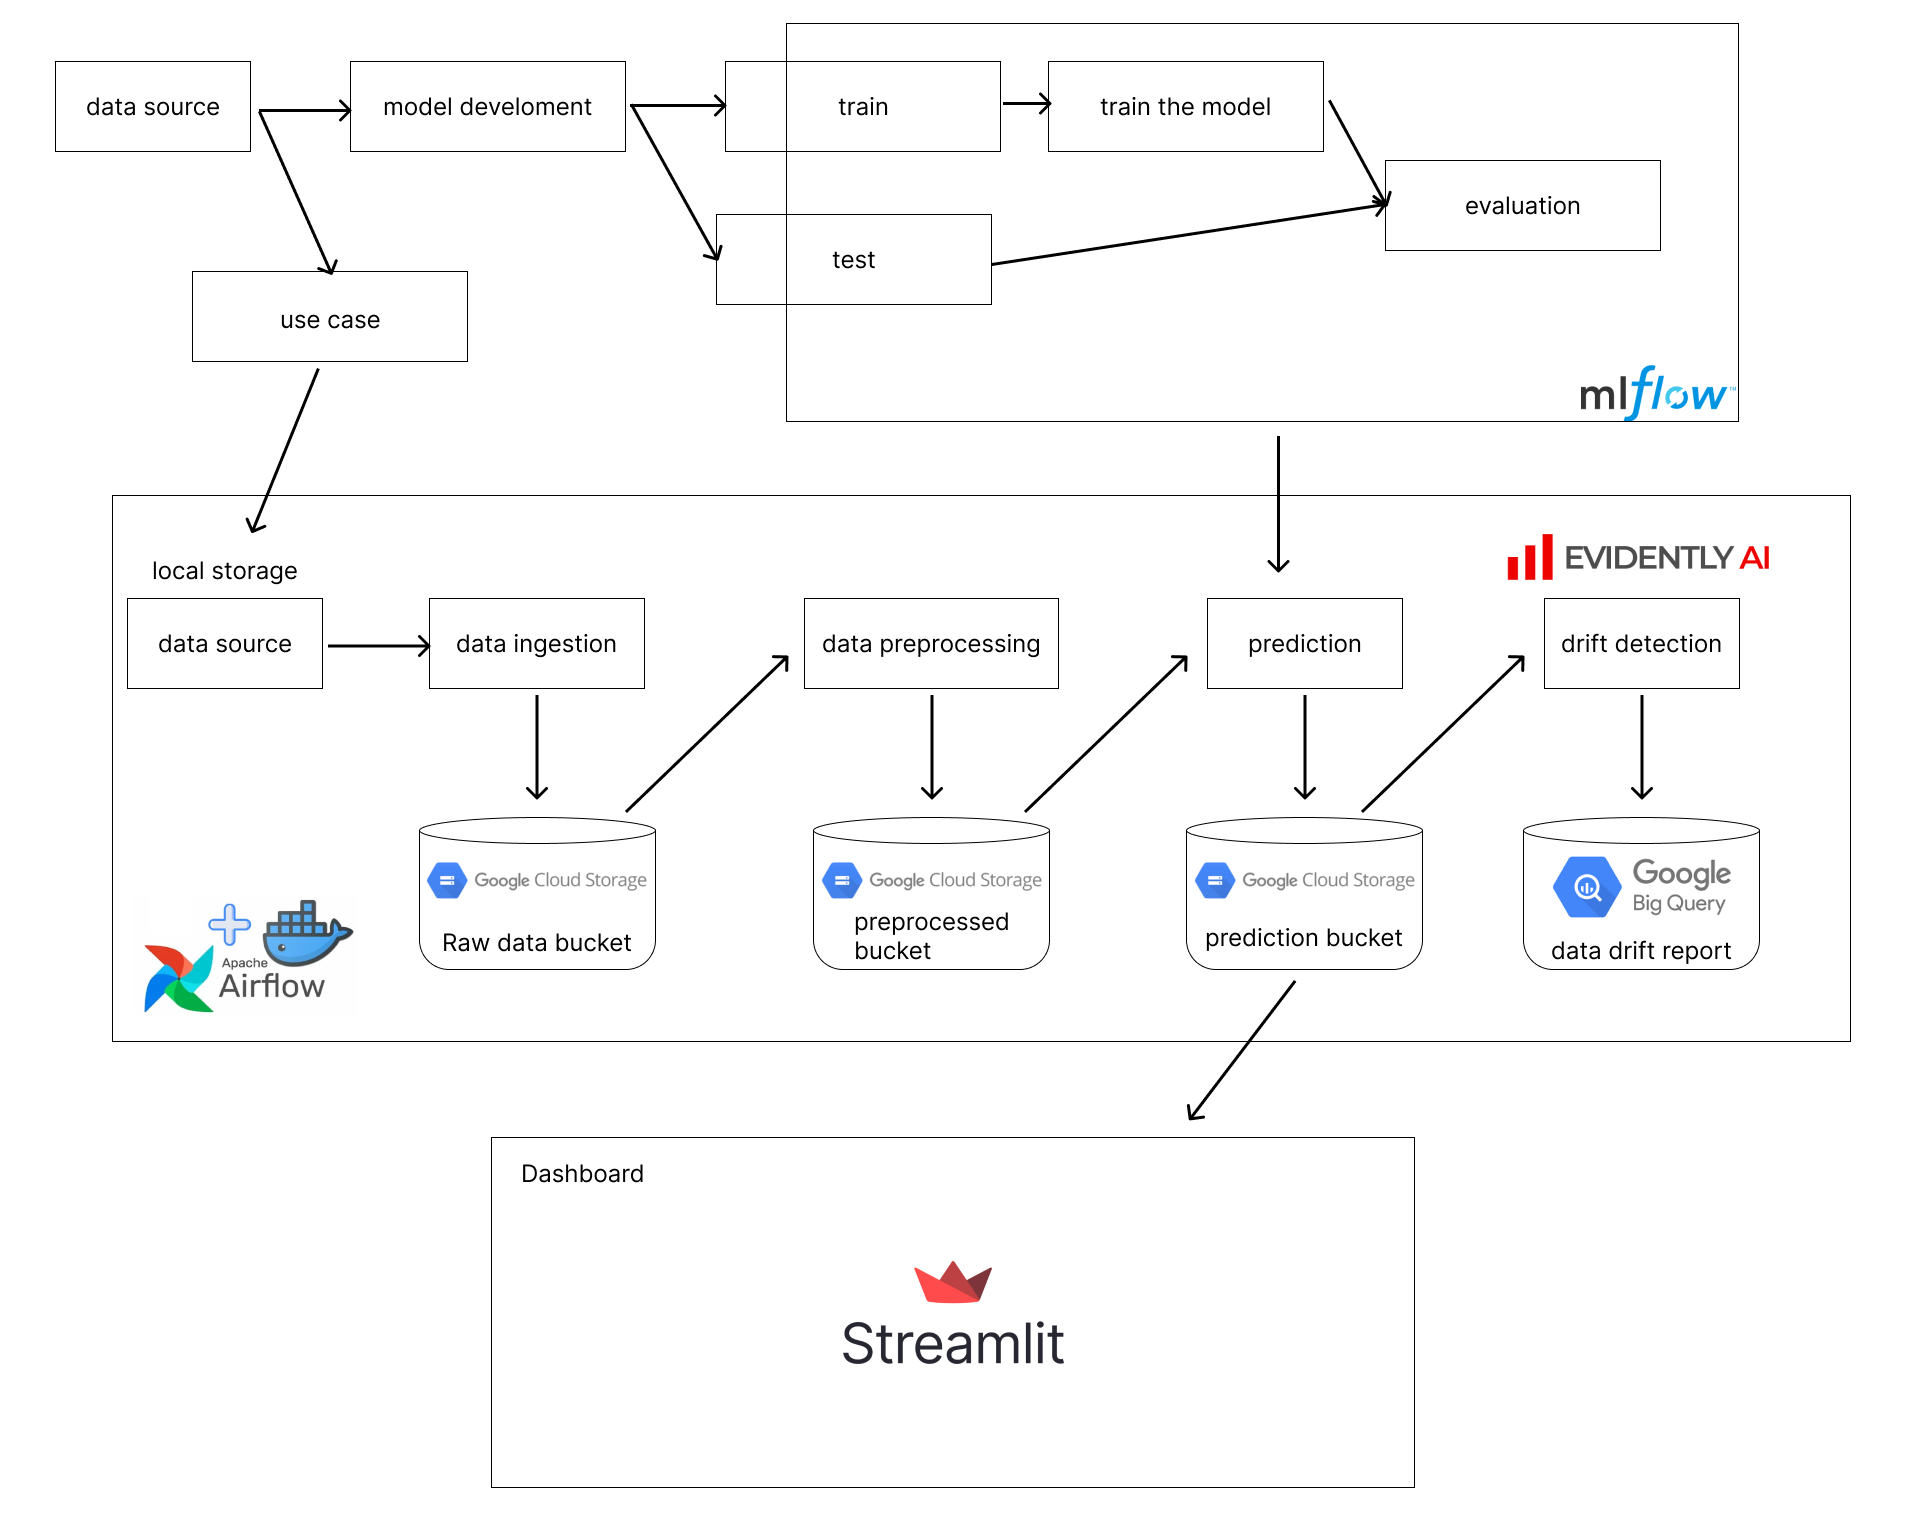 data source
model develoment
train
train the model
evaluation
test
use case
mlflow™
local storage
EVIDENTLY AI
data source
data ingestion
data preprocessing
prediction
drift detection
Google Cloud Storage
Raw data bucket
Google Cloud Storage
preprocessed
bucket
Google Cloud Storage
prediction bucket
Google
Big Query
data drift report
Apache
Airflow
Dashboard
Streamlit